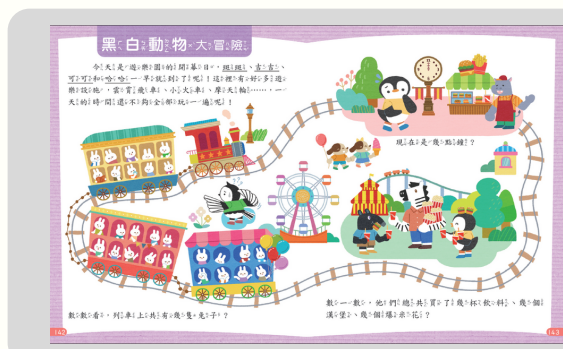 黑白動物大冒險
今天是遊樂園的開幕日,
可可和哈哈一早就到了呢!這裡有好多遊
樂設施,雲霄飛車、小火車、摩天輪……,一
天的時間還不夠全部玩一遍呢!
現在是幾點鐘?
數數看,列車上共有幾隻兔子?
數一數,他們總共買了幾杯飲料、幾個
漢堡、幾個爆米花?
142
143